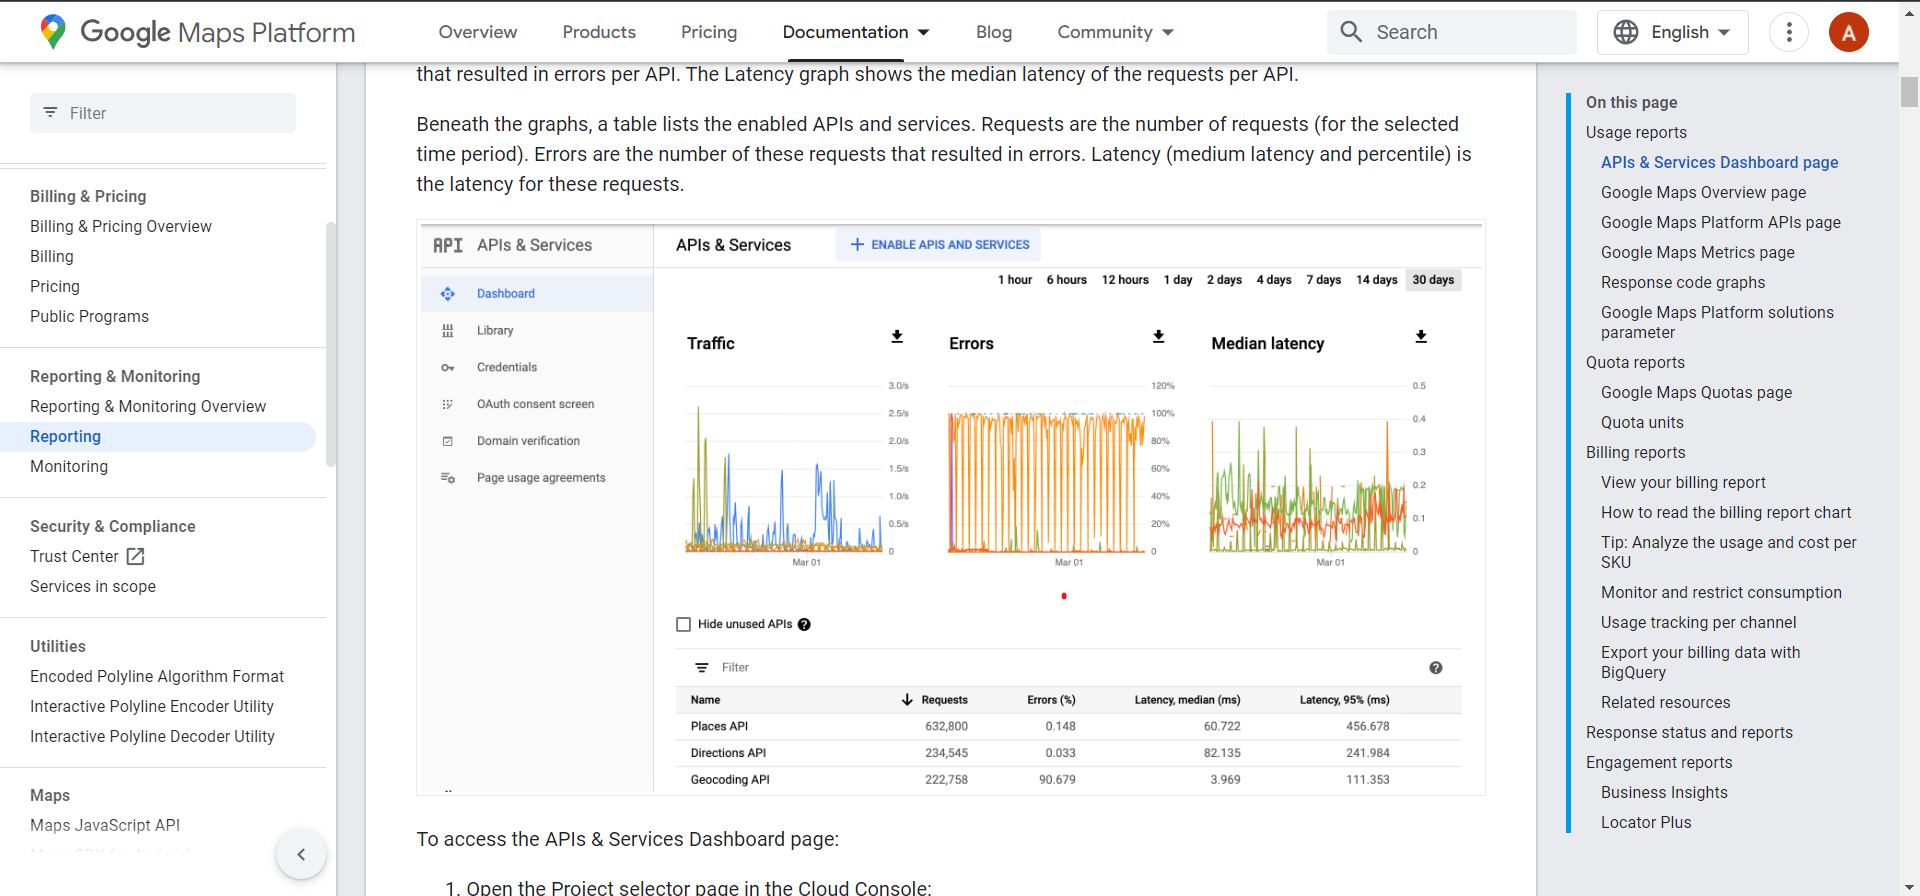 Google Maps Platform
Overview
Products
Pricing
Documentation
Blog
Community
Search
English
A
Filter
Billing & Pricing
Billing & Pricing Overview
Billing
Pricing
Public Programs
Reporting & Monitoring
Reporting & Monitoring Overview
Reporting
Monitoring
Security & Compliance
Trust Center
Services in scope
Utilities
Encoded Polyline Algorithm Format
Interactive Polyline Encoder Utility
Interactive Polyline Decoder Utility
Maps
Maps JavaScript API
that resulted in errors per API. The Latency graph shows the median latency of the requests per API.
Beneath the graphs, a table lists the enabled APIs and services. Requests are the number of requests (for the selected
time period). Errors are the number of these requests that resulted in errors. Latency (medium latency and percentile) is
the latency for these requests.
API APIs & Services
Dashboard
Library
Credentials
OAuth consent screen
Domain verification
Page usage agreements
APIs & Services
ENABLE APIS AND SERVICES
1 hour 6 hours 12 hours 1 day 2 days 4 days 7 days 14 days 30 days
Traffic
3.0/s
2.5/s
2.0/s
1.5/s
1.0/s
0.5/s
0
Mar 01
Errors
120%
100%
80%
60%
40%
20%
0
Mar 01
Median latency
0.5
0.4
0.3
0.2
0.1
0
Mar 01
Hide unused APIs
Filter
Name Requests Errors (%) Latency, median (ms) Latency, 95% (ms)
Places API 632,800 0.148 60.722 456.678
Directions API 234,545 0.033 82.135 241.984
Geocoding API 222,758 90.679 3.969 111.353
To access the APIs & Services Dashboard page:
1. Open the Project selector page in the Cloud Console:
On this page
Usage reports
APIs & Services Dashboard page
Google Maps Overview page
Google Maps Platform APIs page
Google Maps Metrics page
Response code graphs
Google Maps Platform solutions
parameter
Quota reports
Google Maps Quotas page
Quota units
Billing reports
View your billing report
How to read the billing report chart
Tip: Analyze the usage and cost per
SKU
Monitor and restrict consumption
Usage tracking per channel
Export your billing data with
BigQuery
Related resources
Response status and reports
Engagement reports
Business Insights
Locator Plus